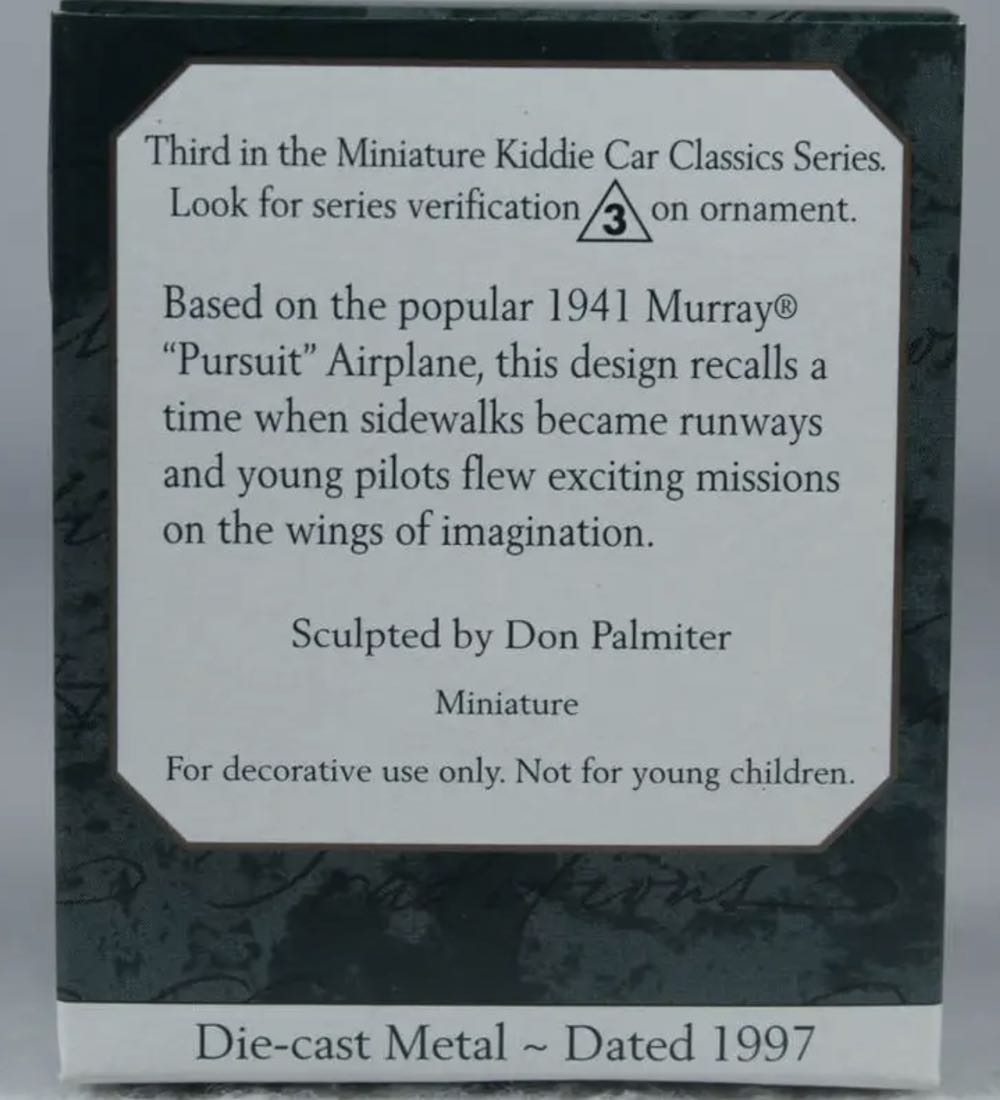 Third in the Miniature Kiddie Car Classics Series.
Look for series verification 3 on ornament.
Based on the popular 1941 Murray®
“Pursuit” Airplane, this design recalls a
time when sidewalks became runways
and young pilots flew exciting missions
on the wings of imagination.
Sculpted by Don Palmiter
Miniature
For decorative use only. Not for young children.
Die-cast Metal ~ Dated 1997